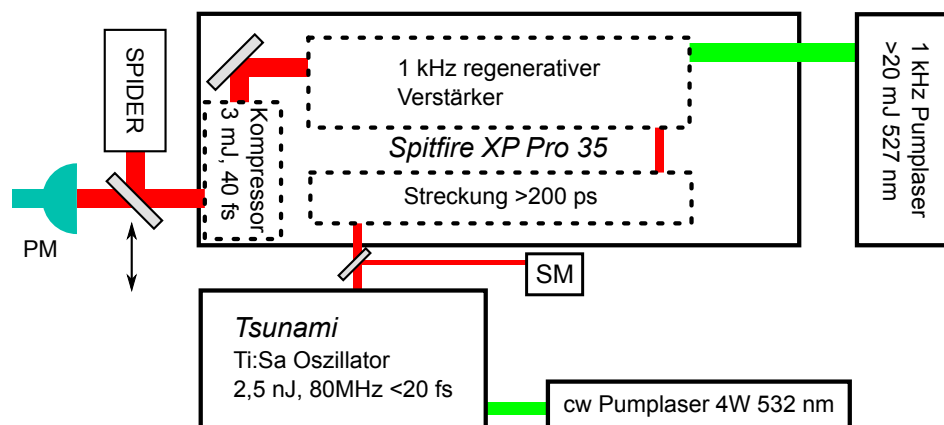 SPIDER
Kompressor
3 mJ, 40 fs
1 kHz regenerativer
Verstärker
Spitfire XP Pro 35
Streckung >200 ps
1 kHz Pumplaser
>20 mJ 527 nm
PM
SM
Tsunami
Ti:Sa Oszillator
2,5 nJ, 80MHz <20 fs
cw Pumplaser 4W 532 nm